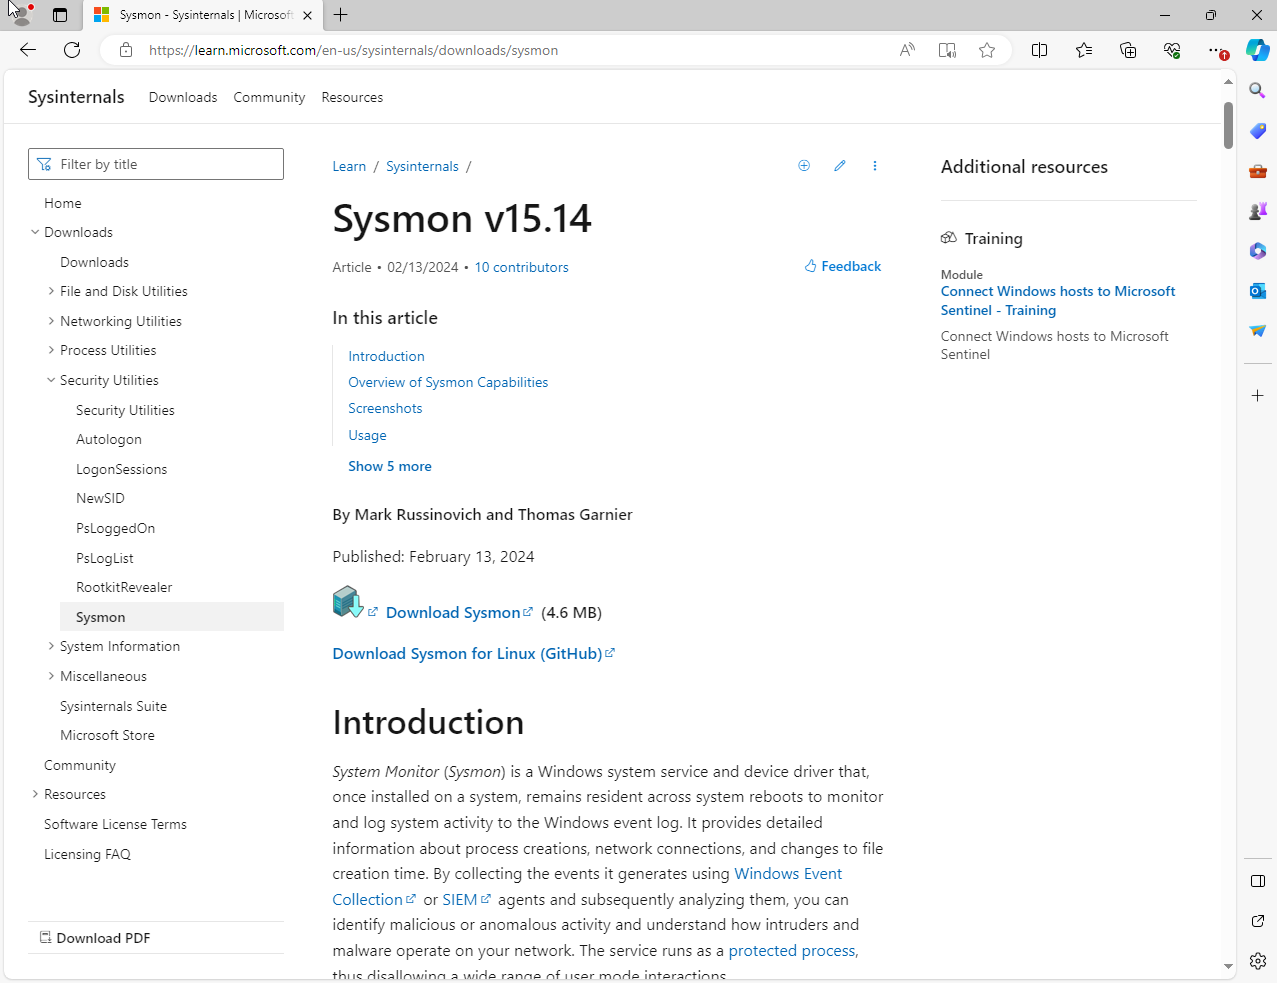 Sysmon - Sysinternals | Microsoft
https://learn.microsoft.com/en-us/sysinternals/downloads/sysmon
Sysinternals
Downloads
Community
Resources
Filter by title
Home
Downloads
Downloads
File and Disk Utilities
Networking Utilities
Process Utilities
Security Utilities
Security Utilities
Autologon
LogonSessions
NewSID
PsLoggedOn
PsLogList
RootkitRevealer
Sysmon
System Information
Miscellaneous
Sysinternals Suite
Microsoft Store
Community
Resources
Software License Terms
Licensing FAQ
Download PDF
Learn / Sysinternals /
Sysmon v15.14
Article • 02/13/2024 • 10 contributors
Feedback
In this article
Introduction
Overview of Sysmon Capabilities
Screenshots
Usage
Show 5 more
By Mark Russinovich and Thomas Garnier
Published: February 13, 2024
Download Sysmon (4.6 MB)
Download Sysmon for Linux (GitHub)
Introduction
System Monitor (Sysmon) is a Windows system service and device driver that,
once installed on a system, remains resident across system reboots to monitor
and log system activity to the Windows event log. It provides detailed
information about process creations, network connections, and changes to file
creation time. By collecting the events it generates using Windows Event
Collection or SIEM agents and subsequently analyzing them, you can
identify malicious or anomalous activity and understand how intruders and
malware operate on your network. The service runs as a protected process,
thus disallowing a wide range of user mode interactions.
Additional resources
Training
Module
Connect Windows hosts to Microsoft
Sentinel - Training
Connect Windows hosts to Microsoft
Sentinel